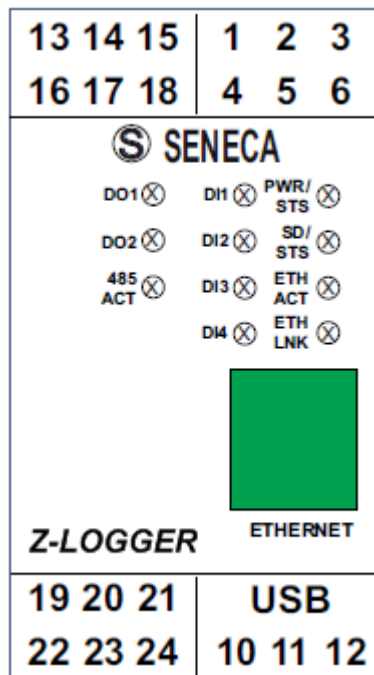 13 14 15 1 2 3
16 17 18 4 5 6
S SENECA
DO1 DI1 PWR/
STS
DO2 DI2 SD/
STS
485
ACT DI3 ETH
ACT
DI4 ETH
LNK
ETHERNET
Z-LOGGER
19 20 21 USB
22 23 24 10 11 12